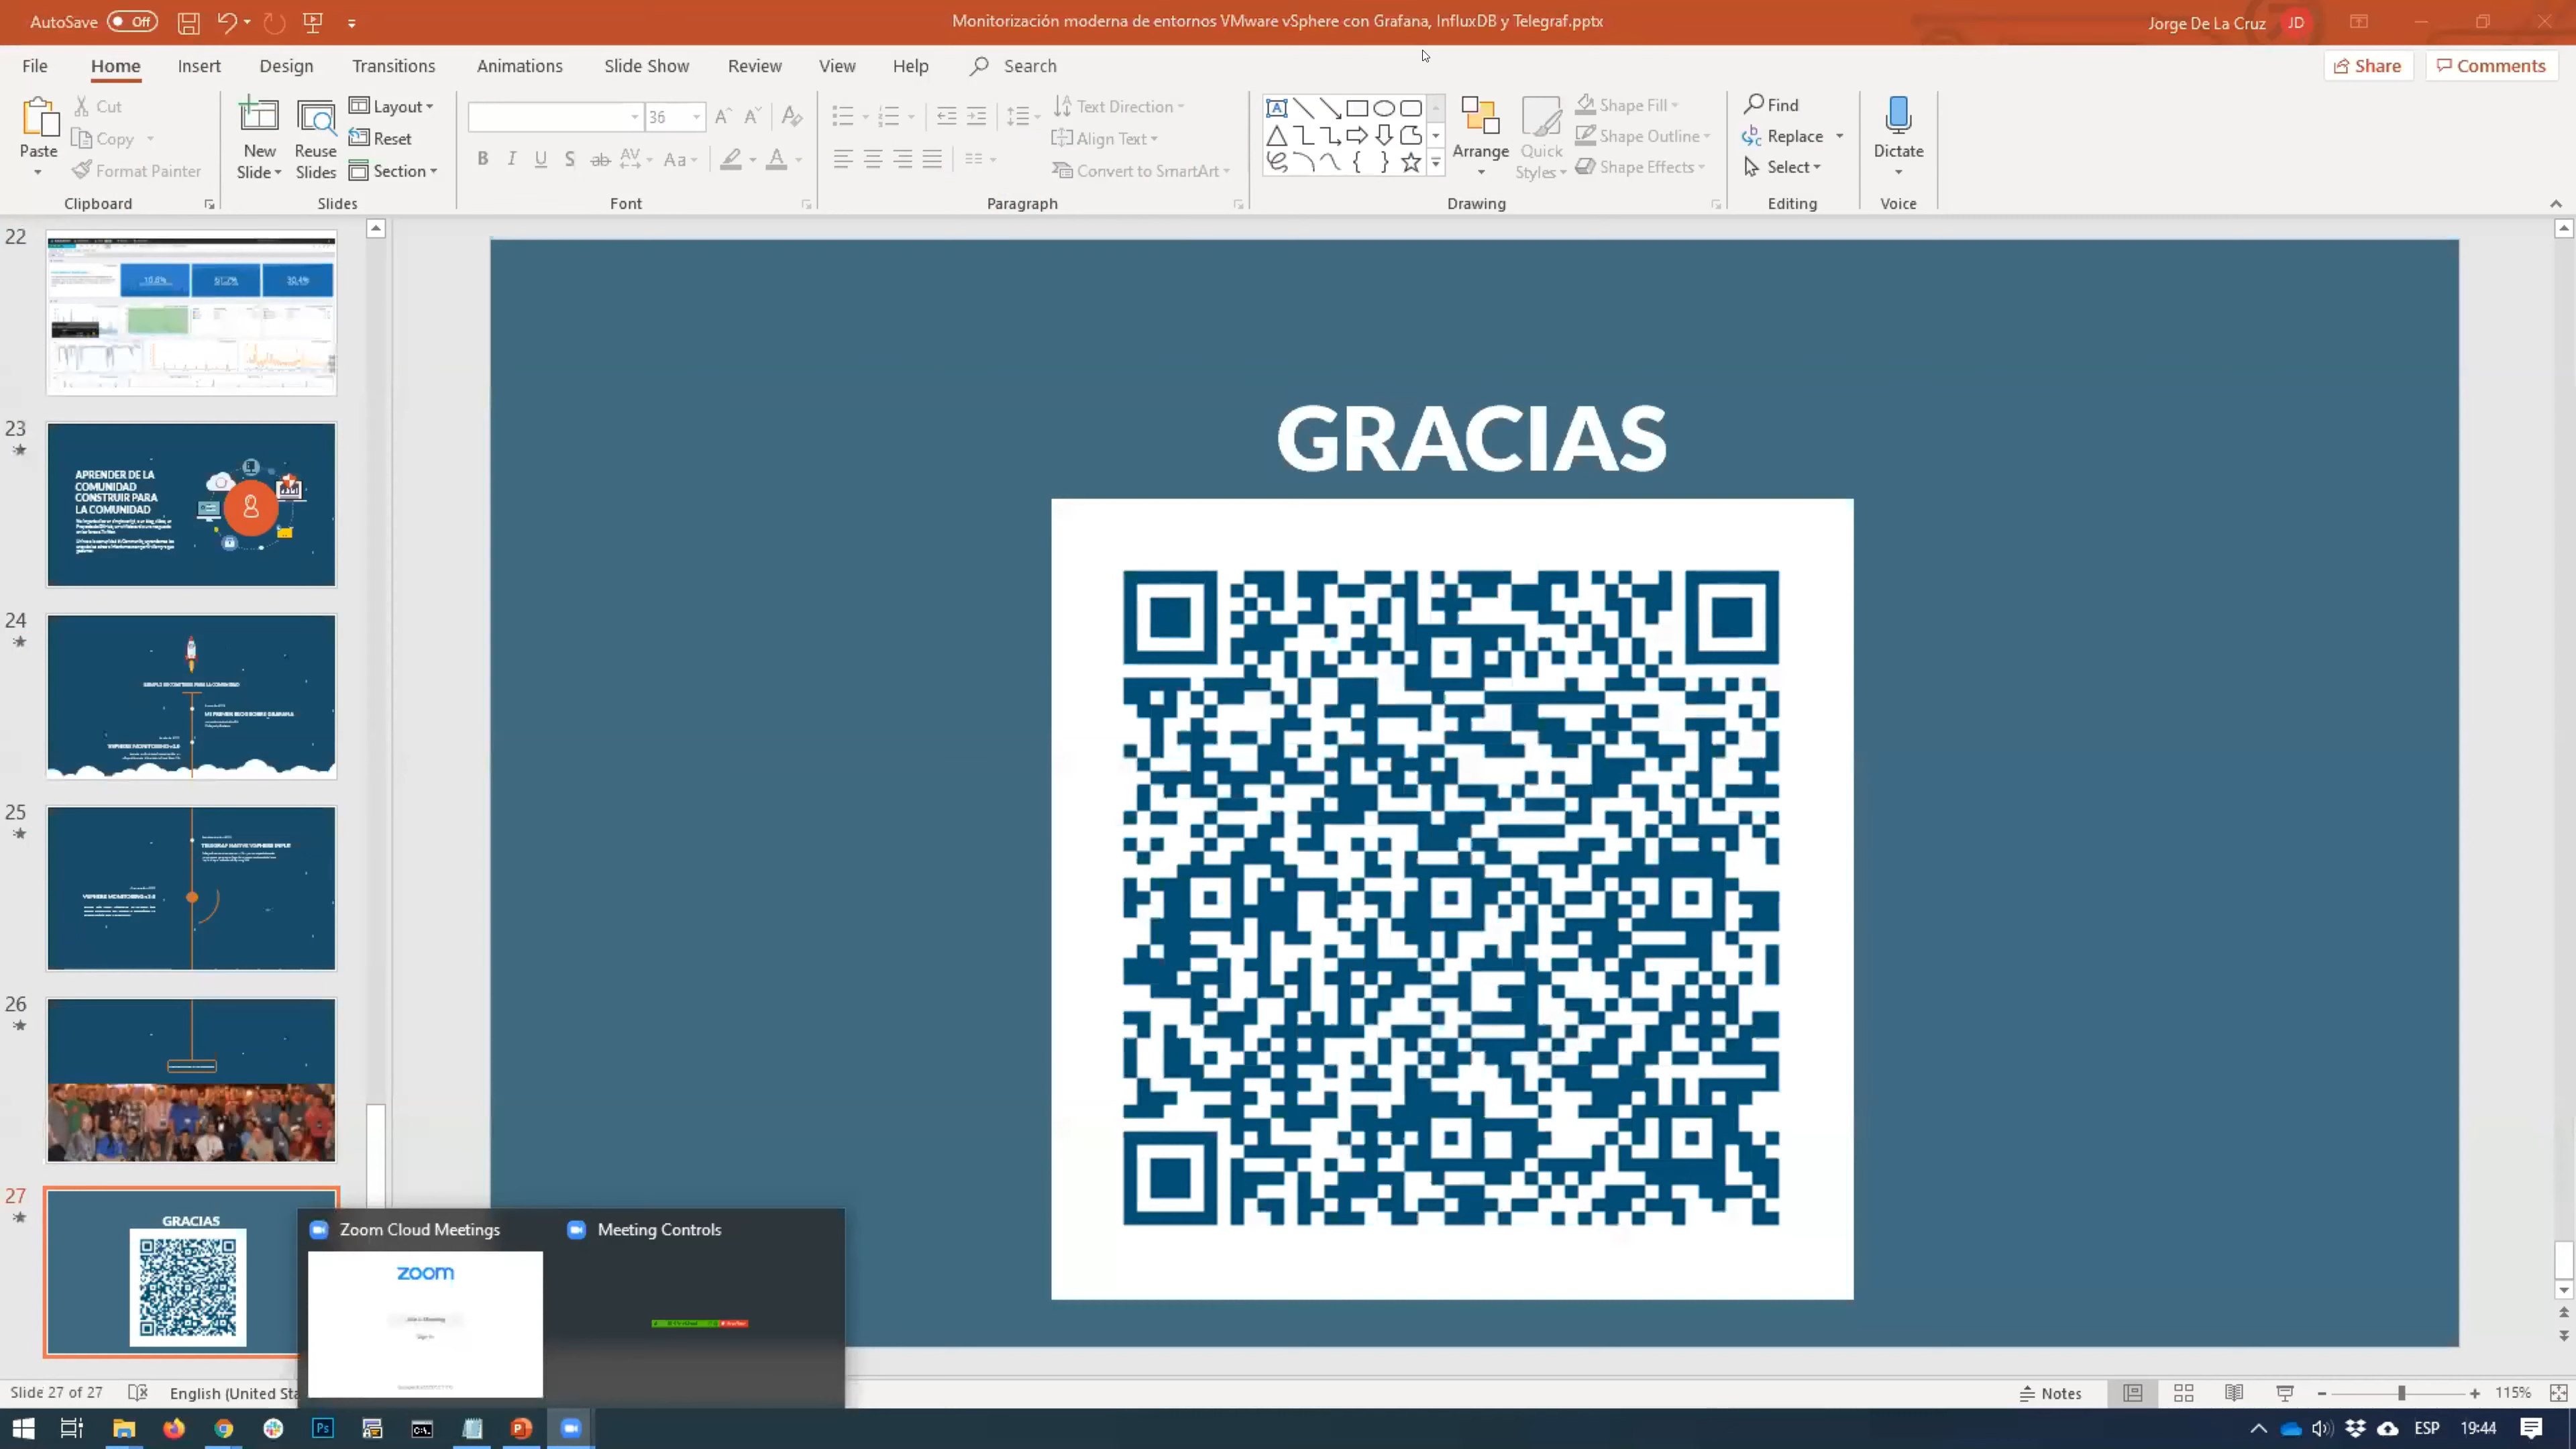 AutoSave Off
Monitorización moderna de entornos VMware vSphere con Grafana, InfluxDB y Telegraf.pptx
Jorge De La Cruz JD
File Home Insert Design Transitions Animations Slide Show Review View Help Search
Share Comments
Paste
Cut
Copy
Format Painter
Clipboard
New Slide
Reuse Slides
Layout
Reset
Section
Slides
36
Font
Text Direction
Align Text
Convert to SmartArt
Paragraph
Arrange
Quick Styles
Shape Fill
Shape Outline
Shape Effects
Drawing
Find
Replace
Select
Editing
Dictate
Voice
22
23
APRENDER DE LA
COMUNIDAD
CONSTRUIR PARA
LA COMUNIDAD
24
25
TELEGRAF NATIVE VSPHERE INPUT
26
27
GRACIAS
GRACIAS
Zoom Cloud Meetings
Meeting Controls
zoom
Slide 27 of 27
English (United Sta
Notes
115%
Ps
ESP
19:44